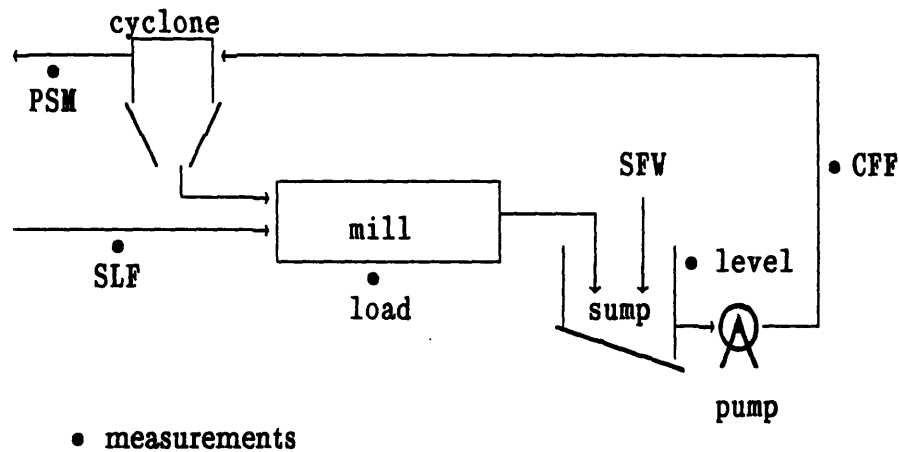 cyclone
PSM
SFW
CFF
mill
SLF
level
load
sump
pump
measurements